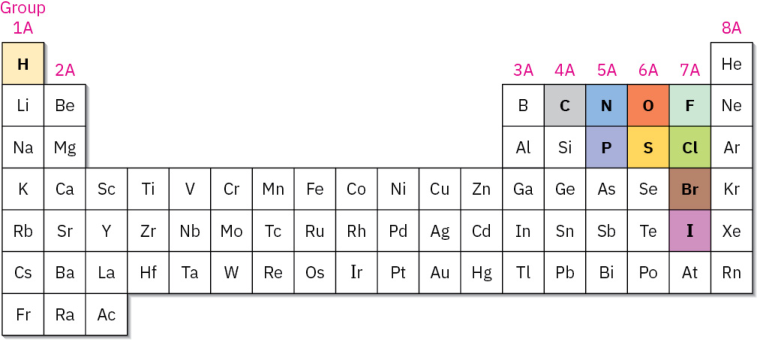 Group
1A 8A
H 2A 3A 4A 5A 6A 7A He
Li Be B C N O F Ne
Na Mg Al Si P S Cl Ar
K Ca Sc Ti V Cr Mn Fe Co Ni Cu Zn Ga Ge As Se Br Kr
Rb Sr Y Zr Nb Mo Tc Ru Rh Pd Ag Cd In Sn Sb Te I Xe
Cs Ba La Hf Ta W Re Os Ir Pt Au Hg Tl Pb Bi Po At Rn
Fr Ra Ac